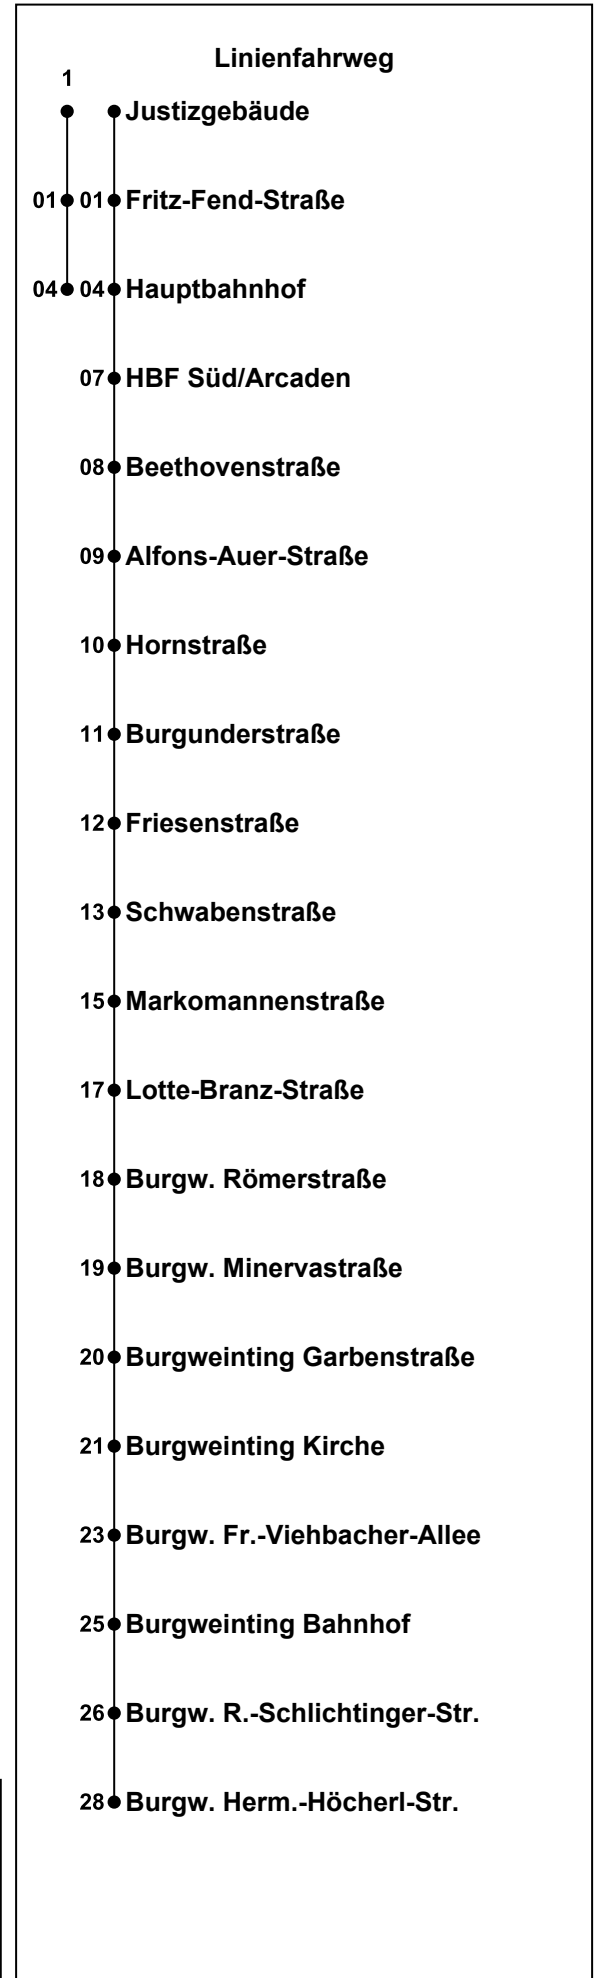 Linienfahrweg
1
Justizgebäude
01 01 Fritz-Fend-Straße
04 04 Hauptbahnhof
07 HBF Süd/Arcaden
08 Beethovenstraße
09 Alfons-Auer-Straße
10 Hornstraße
11 Burgunderstraße
12 Friesenstraße
13 Schwabenstraße
15 Markomannenstraße
17 Lotte-Branz-Straße
18 Burgw. Römerstraße
19 Burgw. Minervastraße
20 Burgweinting Garbenstraße
21 Burgweinting Kirche
23 Burgw. Fr.-Viehbacher-Allee
25 Burgweinting Bahnhof
26 Burgw. R.-Schlichtinger-Str.
28 Burgw. Herm.-Höcherl-Str.